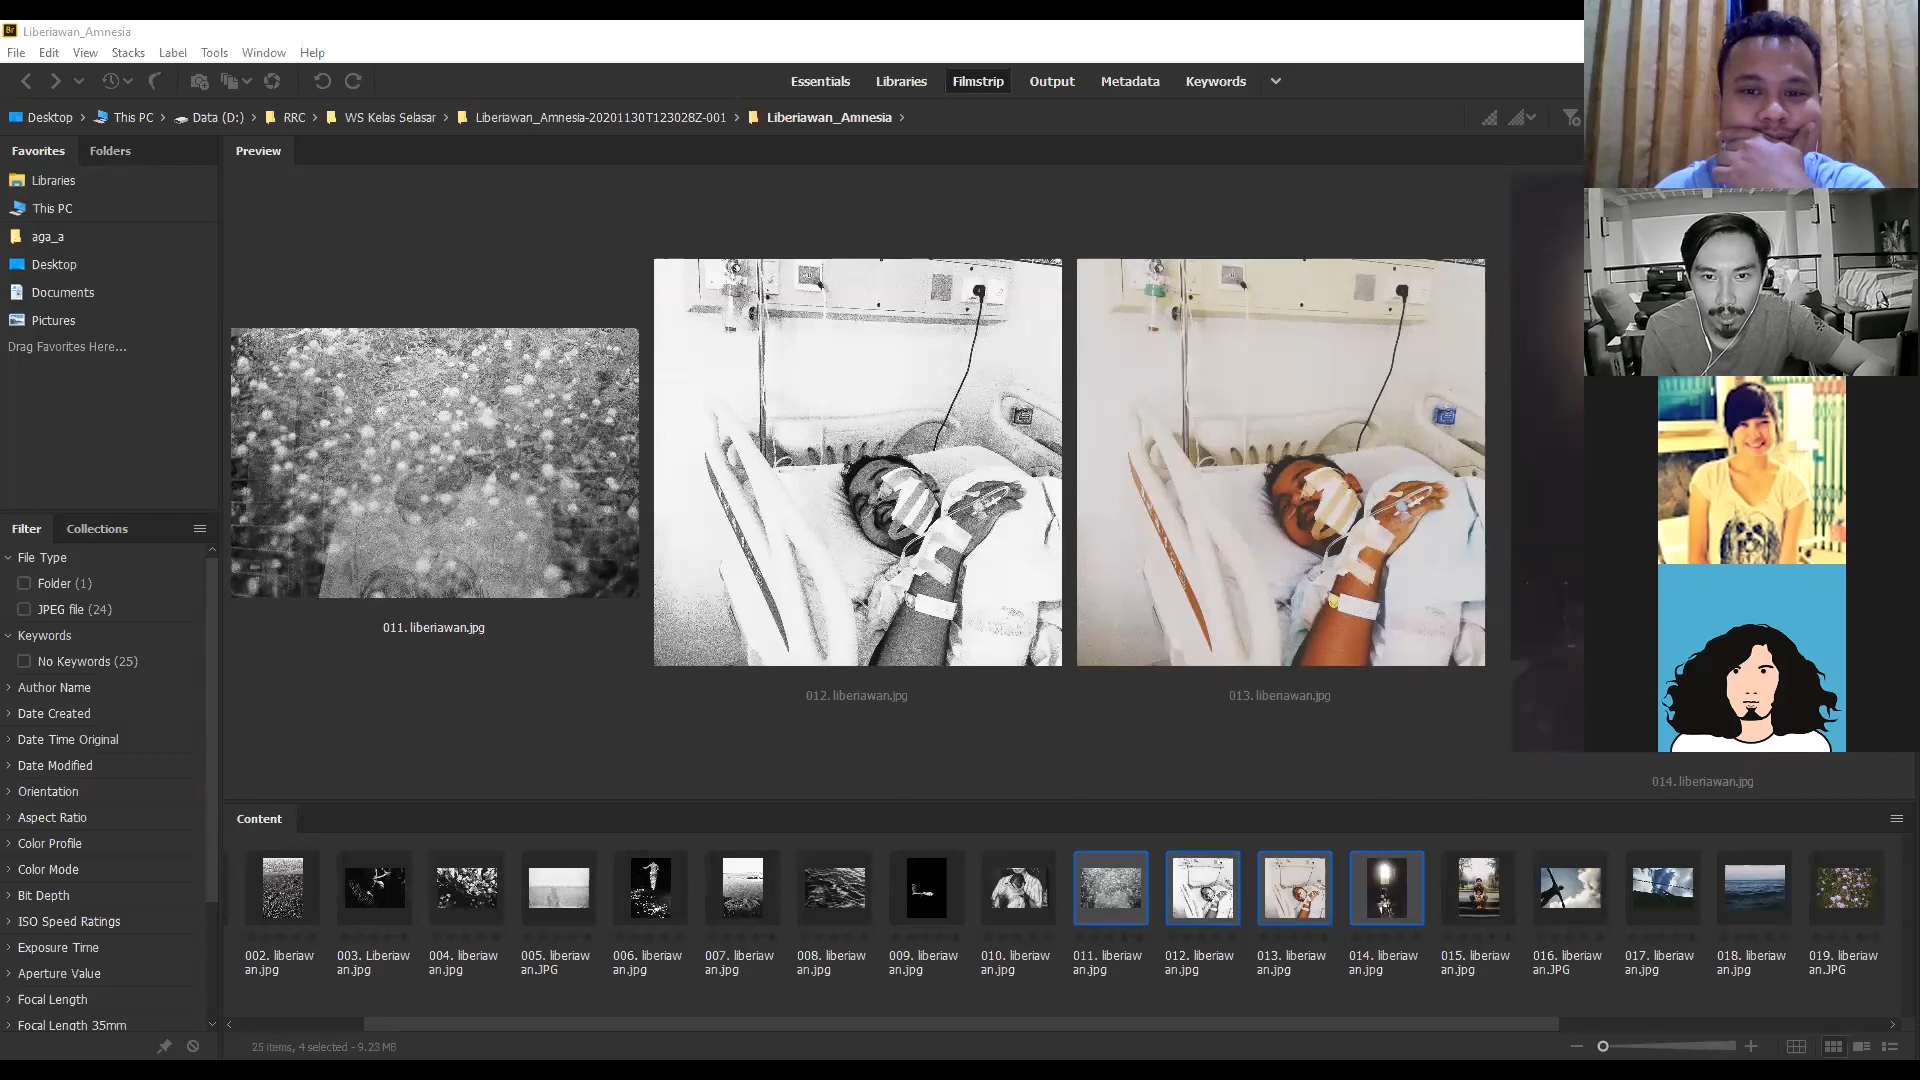 Br Liberiawan_Amnesia
File Edit View Stacks Label Tools Window Help
Essentials Libraries Filmstrip Output Metadata Keywords
Desktop This PC Data (D:) RRC WS Kelas Selasar Liberiawan_Amnesia-20201130T123028Z-001 Liberiawan_Amnesia
Favorites Folders
Libraries
This PC
aga_a
Desktop
Documents
Pictures
Drag Favorites Here...
Filter Collections
File Type
Folder (1)
JPEG file (24)
Keywords
No Keywords (25)
Author Name
Date Created
Date Time Original
Date Modified
Orientation
Aspect Ratio
Color Profile
Color Mode
Bit Depth
ISO Speed Ratings
Exposure Time
Aperture Value
Focal Length
Focal Length 35mm
Preview
011. liberiawan.jpg
012. liberiawan.jpg
013. liberiawan.jpg
014. liberiawan.jpg
Content
002. liberiaw
an.jpg
003. Liberiaw
an.jpg
004. liberiaw
an.jpg
005. liberiaw
an.JPG
006. liberiaw
an.jpg
007. liberiaw
an.jpg
008. liberiaw
an.jpg
009. liberiaw
an.jpg
010. liberiaw
an.jpg
011. liberiaw
an.jpg
012. liberiaw
an.jpg
013. liberiaw
an.jpg
014. liberiaw
an.jpg
015. liberiaw
an.jpg
016. liberiaw
an.JPG
017. liberiaw
an.jpg
018. liberiaw
an.jpg
019. liberiaw
an.JPG
25 items, 4 selected - 9.23 MB